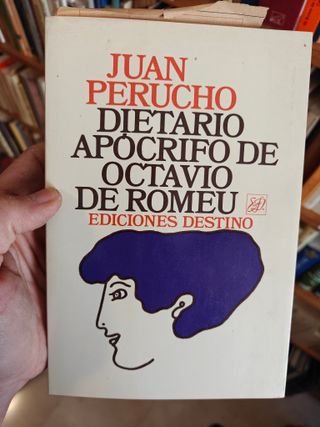 JUAN
PERUCHO
DIETARIO
APÓCRIFO DE
OCTAVIO
DE ROMEU
EDICIONES DESTINO